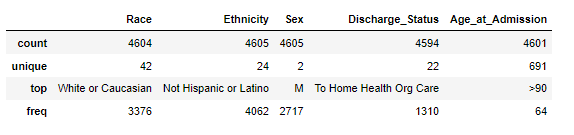 Race Ethnicity Sex Discharge_Status Age_at_Admission
count 4604 4605 4605 4594 4601
unique 42 24 2 22 691
top White or Caucasian Not Hispanic or Latino M To Home Health Org Care >90
freq 3376 4062 2717 1310 64